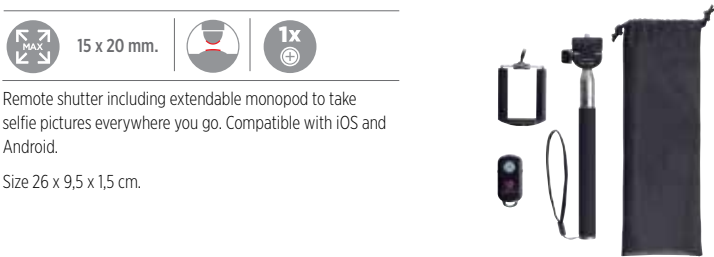 MAX
15 x 20 mm.
1x
Remote shutter including extendable monopod to take
selfie pictures everywhere you go. Compatible with iOS and
Android.
Size 26 x 9,5 x 1,5 cm.